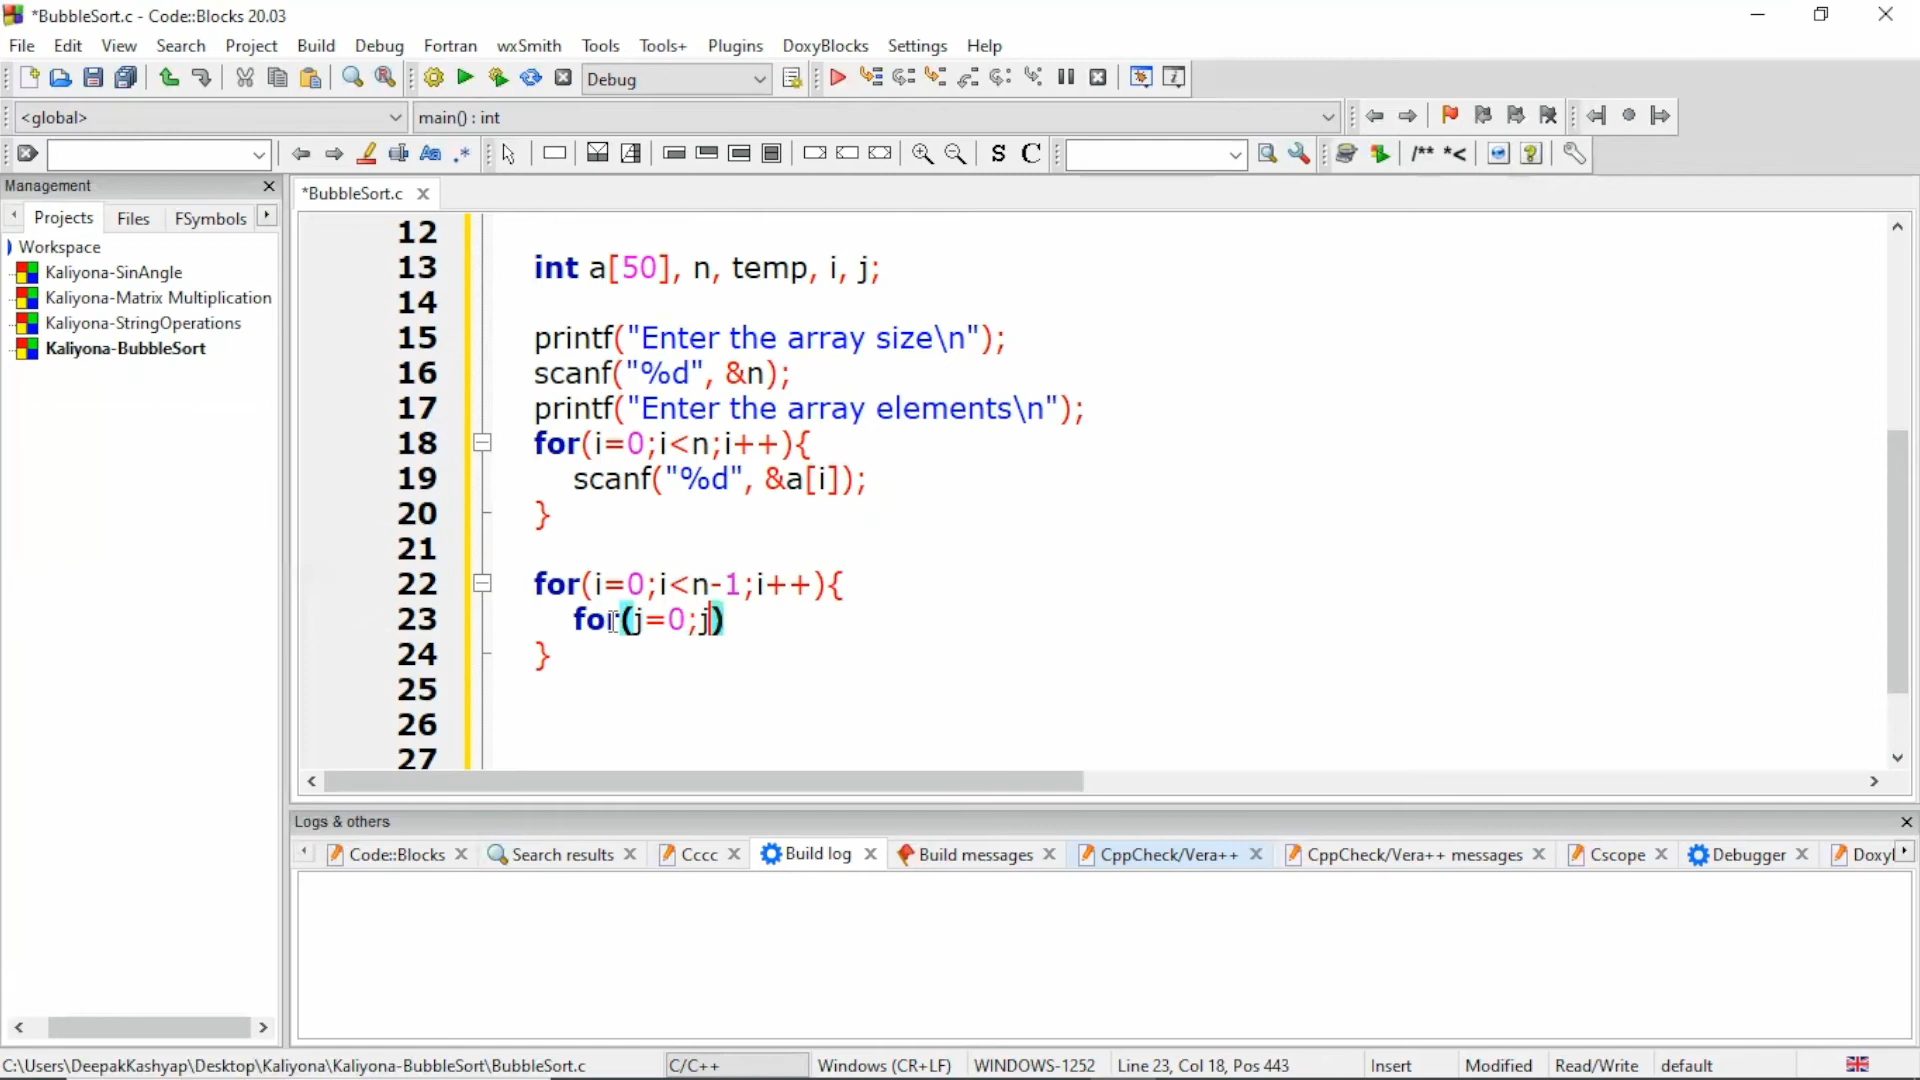 *BubbleSort.c - Code::Blocks 20.03
File Edit View Search Project Build Debug Fortran wxSmith Tools Tools+ Plugins DoxyBlocks Settings Help
Debug
<global>
main() : int
Aa .* S C /** *<
Management
Projects Files FSymbols
Workspace
Kaliyona-SinAngle
Kaliyona-Matrix Multiplication
Kaliyona-StringOperations
Kaliyona-BubbleSort
*BubbleSort.c
12
13 int a[50], n, temp, i, j;
14
15 printf("Enter the array size\n");
16 scanf("%d", &n);
17 printf("Enter the array elements\n");
18 for(i=0;i<n;i++){
19 scanf("%d", &a[i]);
20 }
21
22 for(i=0;i<n-1;i++){
23 for(j=0;j)
24 }
25
26
27
Logs & others
Code::Blocks Search results Cccc Build log Build messages CppCheck/Vera++ CppCheck/Vera++ messages Cscope Debugger Doxyl
C:\Users\DeepakKashyap\Desktop\Kaliyona\Kaliyona-BubbleSort\BubbleSort.c C/C++ Windows (CR+LF) WINDOWS-1252 Line 23, Col 18, Pos 443 Insert Modified Read/Write default